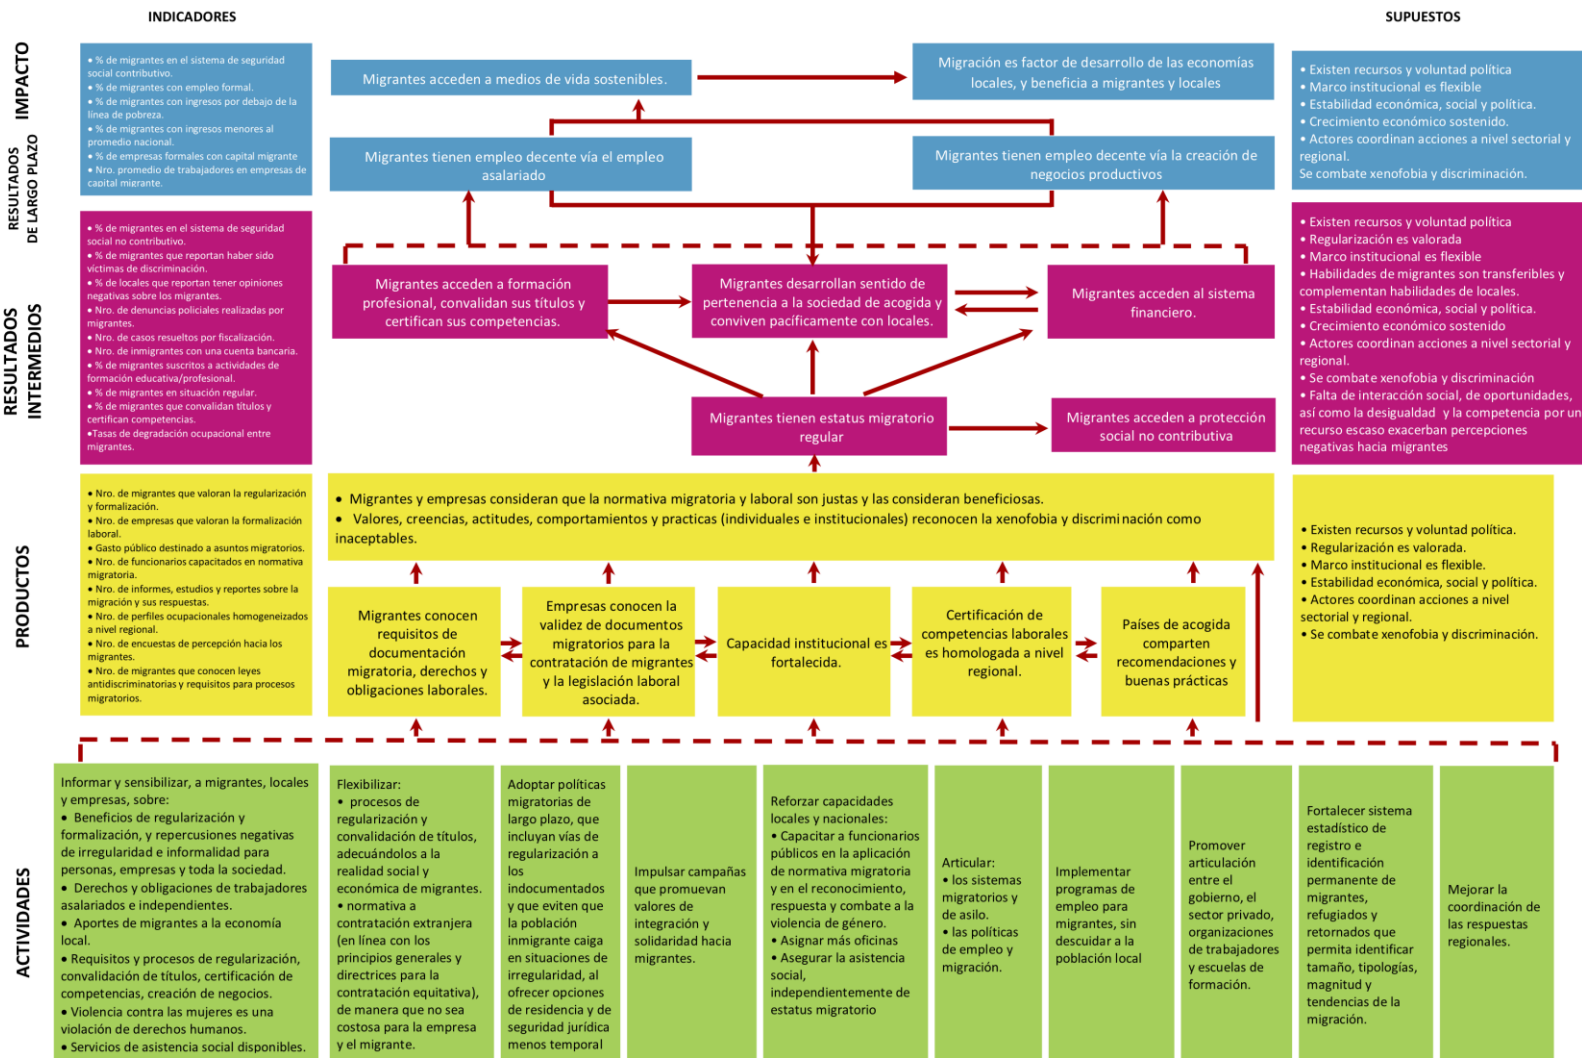 INDICADORES
SUPUESTOS
IMPACTO
RESULTADOS
DE LARGO PLAZO
• % de migrantes en el sistema de seguridad
social contributivo.
• % de migrantes con empleo formal.
• % de migrantes con ingresos por debajo de la
línea de pobreza.
• % de migrantes con ingresos menores al
promedio nacional.
• % de empresas formales con capital migrante
• Nro. promedio de trabajadores en empresas de
capital migrante.
Migrantes acceden a medios de vida sostenibles.
Migración es factor de desarrollo de las economías
locales, y beneficia a migrantes y locales
Migrantes tienen empleo decente vía el empleo
asalariado
Migrantes tienen empleo decente vía la creación de
negocios productivos
• Existen recursos y voluntad política
• Marco institucional es flexible
• Estabilidad económica, social y política.
• Crecimiento económico sostenido.
• Actores coordinan acciones a nivel sectorial y
regional.
Se combate xenofobia y discriminación.
RESULTADOS
INTERMEDIOS
• % de migrantes en el sistema de seguridad
social no contributivo.
• % de migrantes que reportan haber sido
víctimas de discriminación.
• % de locales que reportan tener opiniones
negativas sobre los migrantes.
• Nro. de denuncias policiales realizadas por
migrantes.
• Nro. de casos resueltos por fiscalización.
• Nro. de inmigrantes con una cuenta bancaria.
• % de migrantes suscritos a actividades de
formación educativa/profesional.
• % de migrantes en situación regular.
• % de migrantes que convalidan títulos y
certifican competencias.
•Tasas de degradación ocupacional entre
migrantes.
Migrantes acceden a formación
profesional, convalidan sus títulos y
certifican sus competencias.
Migrantes desarrollan sentido de
pertenencia a la sociedad de acogida y
conviven pacíficamente con locales.
Migrantes acceden al sistema
financiero.
Migrantes tienen estatus migratorio
regular
Migrantes acceden a protección
social no contributiva
• Existen recursos y voluntad política
• Regularización es valorada
• Marco institucional es flexible
• Habilidades de migrantes son transferibles y
complementan habilidades de locales.
• Estabilidad económica, social y política.
• Crecimiento económico sostenido
• Actores coordinan acciones a nivel sectorial y
regional.
• Se combate xenofobia y discriminación
• Falta de interacción social, de oportunidades,
así como la desigualdad y la competencia por un
recurso escaso exacerban percepciones
negativas hacia migrantes
PRODUCTOS
• Nro. de migrantes que valoran la regularización
y formalización.
• Nro. de empresas que valoran la formalización
laboral.
• Gasto público destinado a asuntos migratorios.
• Nro. de funcionarios capacitados en normativa
migratoria.
• Nro. de informes, estudios y reportes sobre la
migración y sus respuestas.
• Nro. de perfiles ocupacionales homogeneizados
a nivel regional.
• Nro. de encuestas de percepción hacia los
migrantes.
• Nro. de migrantes que conocen leyes
antidiscriminatorias y requisitos para procesos
migratorios.
• Migrantes y empresas consideran que la normativa migratoria y laboral son justas y las consideran beneficiosas.
• Valores, creencias, actitudes, comportamientos y practicas (individuales e institucionales) reconocen la xenofobia y discriminación como
inaceptables.
Migrantes conocen
requisitos de
documentación
migratoria, derechos y
obligaciones laborales.
Empresas conocen la
validez de documentos
migratorios para la
contratación de migrantes
y la legislación laboral
asociada.
Capacidad institucional es
fortalecida.
Certificación de
competencias laborales
es homologada a nivel
regional.
Países de acogida
comparten
recomendaciones y
buenas prácticas
• Existen recursos y voluntad política.
• Regularización es valorada.
• Marco institucional es flexible.
• Estabilidad económica, social y política.
• Actores coordinan acciones a nivel
sectorial y regional.
• Se combate xenofobia y discriminación.
ACTIVIDADES
Informar y sensibilizar, a migrantes, locales
y empresas, sobre:
• Beneficios de regularización y
formalización, y repercusiones negativas
de irregularidad e informalidad para
personas, empresas y toda la sociedad.
• Derechos y obligaciones de trabajadores
asalariados e independientes.
• Aportes de migrantes a la economía
local.
• Requisitos y procesos de regularización,
convalidación de títulos, certificación de
competencias, creación de negocios.
• Violencia contra las mujeres es una
violación de derechos humanos.
• Servicios de asistencia social disponibles.
Flexibilizar:
• procesos de
regularización y
convalidación de títulos,
adecuándolos a la
realidad social y
económica de migrantes.
• normativa a
contratación extranjera
(en línea con los
principios generales y
directrices para la
contratación equitativa),
de manera que no sea
costosa para la empresa
y el migrante.
Adoptar políticas
migratorias de
largo plazo, que
incluyan vías de
regularización a
los
indocumentados
y que eviten que
la población
inmigrante caiga
en situaciones de
irregularidad, al
ofrecer opciones
de residencia y de
seguridad jurídica
menos temporal
Impulsar campañas
que promuevan
valores de
integración y
solidaridad hacia
migrantes.
Reforzar capacidades
locales y nacionales:
• Capacitar a funcionarios
públicos en la aplicación
de normativa migratoria
y en el reconocimiento,
respuesta y combate a la
violencia de género.
• Asignar más oficinas
• Asegurar la asistencia
social,
independientemente de
estatus migratorio
Articular:
• los sistemas
migratorios y de
asilo.
• las políticas
de empleo y
migración.
Implementar
programas de
empleo para
migrantes, sin
descuidar a la
población local
Promover
articulación
entre el
gobierno, el
sector privado,
organizaciones
de trabajadores
y escuelas de
formación.
Fortalecer sistema
estadístico de
registro e
identificación
permanente de
migrantes,
refugiados y
retornados que
permita identificar
tamaño, tipologías,
magnitud y
tendencias de la
migración.
Mejorar la
coordinación de
las respuestas
regionales.